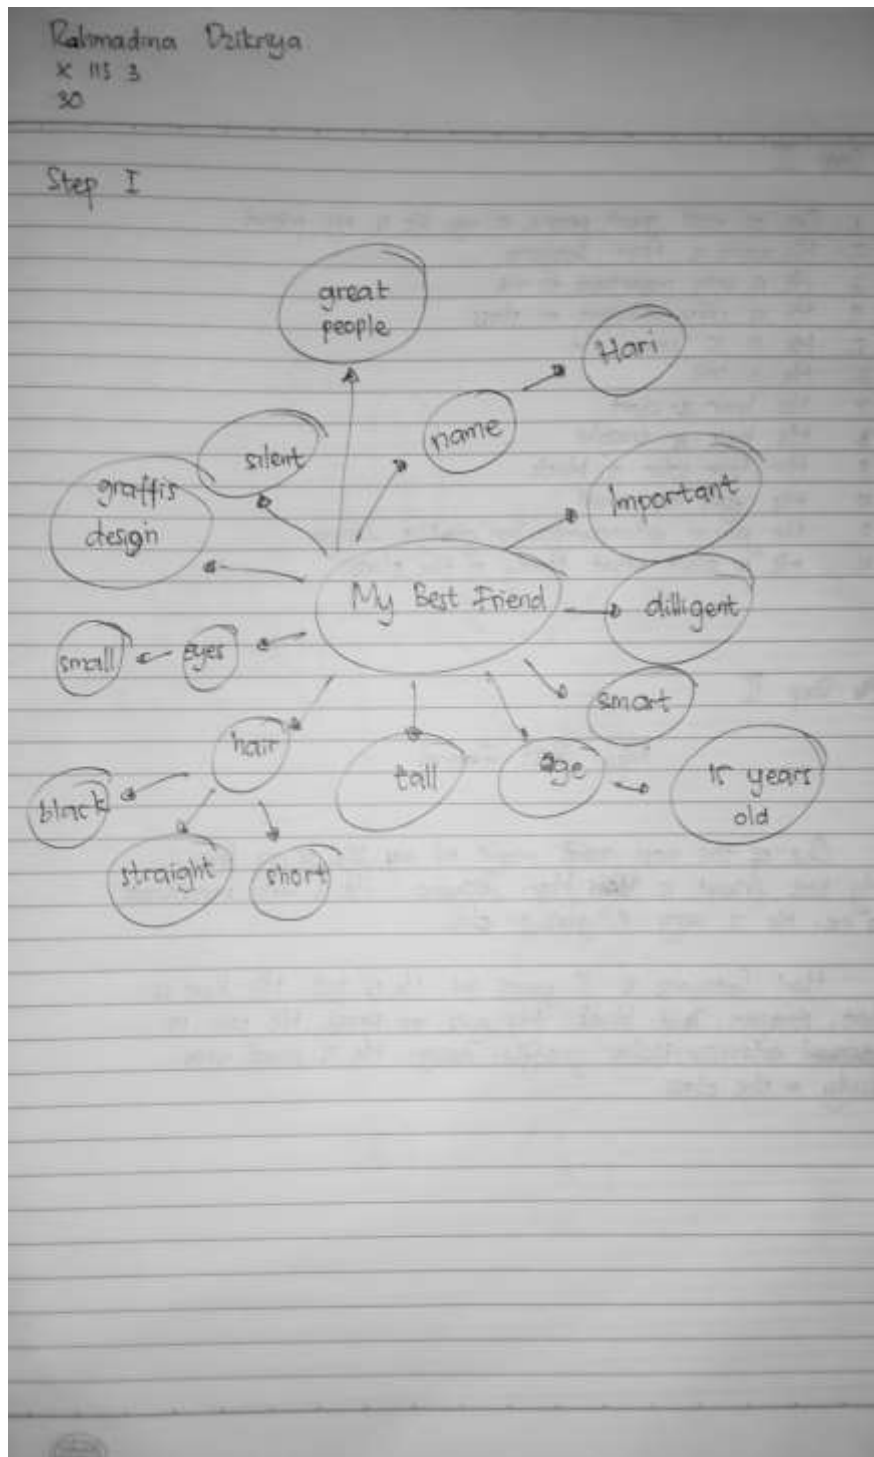 Rahmadina Dzikriya
X IIS 3
30
Step I
great
people
Hari
name
silent
graffis
design
Important
My Best Friend
dilligent
small
eyes
smart
hair
tall
age
15 years
old
black
straight
short